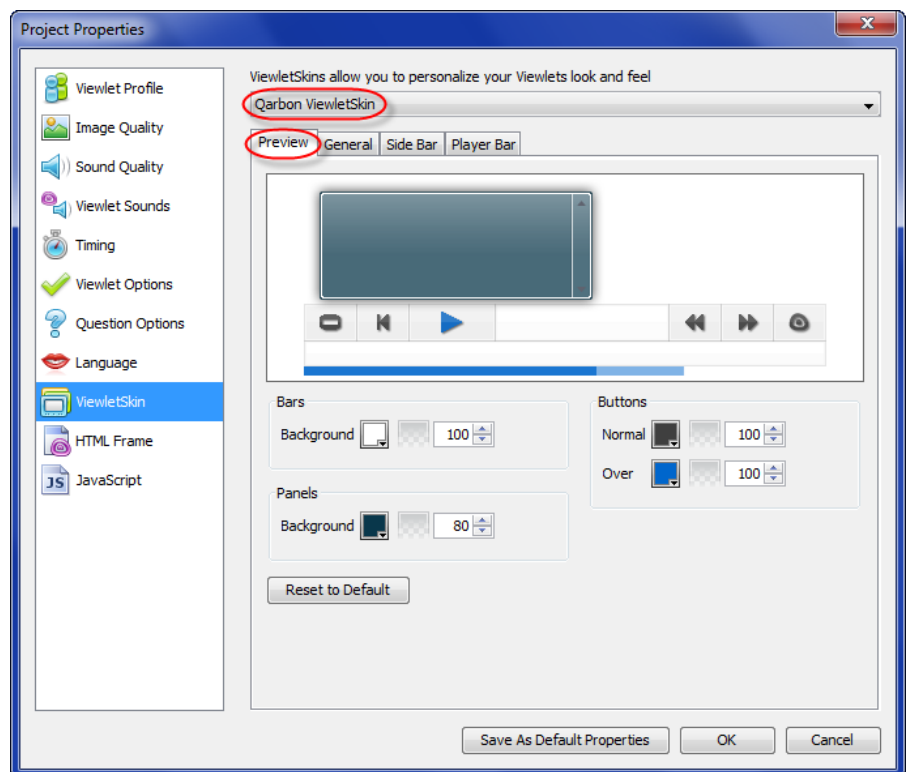 Project Properties
Viewlet Profile
Image Quality
Sound Quality
Viewlet Sounds
Timing
Viewlet Options
Question Options
Language
ViewletSkin
HTML Frame
JS JavaScript
ViewletSkins allow you to personalize your Viewlets look and feel
Qarbon ViewletSkin
Preview General Side Bar Player Bar
Bars
Background 100
Panels
Background 80
Buttons
Normal 100
Over 100
Reset to Default
Save As Default Properties OK Cancel